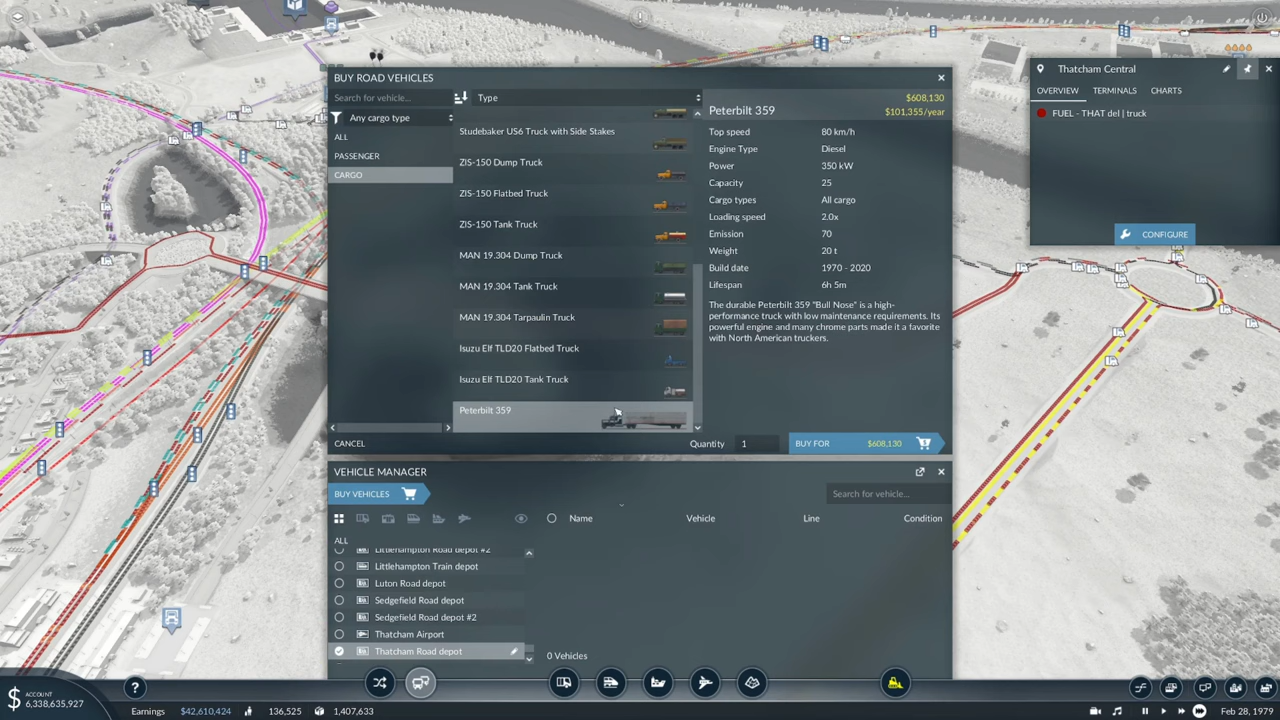 BUY ROAD VEHICLES
Search for vehicle...
Type
Any cargo type
ALL
PASSENGER
CARGO
Studebaker US6 Truck with Side Stakes
ZIS-150 Dump Truck
ZIS-150 Flatbed Truck
ZIS-150 Tank Truck
MAN 19.304 Dump Truck
MAN 19.304 Tank Truck
MAN 19.304 Tarpaulin Truck
Isuzu Elf TLD20 Flatbed Truck
Isuzu Elf TLD20 Tank Truck
Peterbilt 359
$608,130
Peterbilt 359
$101,355/year
Top speed 80 km/h
Engine Type Diesel
Power 350 kW
Capacity 25
Cargo types All cargo
Loading speed 2.0x
Emission 70
Weight 20 t
Build date 1970 - 2020
Lifespan 6h 5m
The durable Peterbilt 359 "Bull Nose" is a high-
performance truck with low maintenance requirements. Its
powerful engine and many chrome parts made it a favorite
with North American truckers.
CANCEL
Quantity 1
BUY FOR $608,130
Thatcham Central
OVERVIEW TERMINALS CHARTS
FUEL - THAT del | truck
CONFIGURE
VEHICLE MANAGER
BUY VEHICLES
Search for vehicle...
Name Vehicle Line Condition
ALL
Littlehampton Road depot #2
Littlehampton Train depot
Luton Road depot
Sedgefield Road depot
Sedgefield Road depot #2
Thatcham Airport
Thatcham Road depot
0 Vehicles
$ ACCOUNT
6,338,635,927
?
Earnings $42,610,424 136,525 1,407,633
Feb 28, 1979